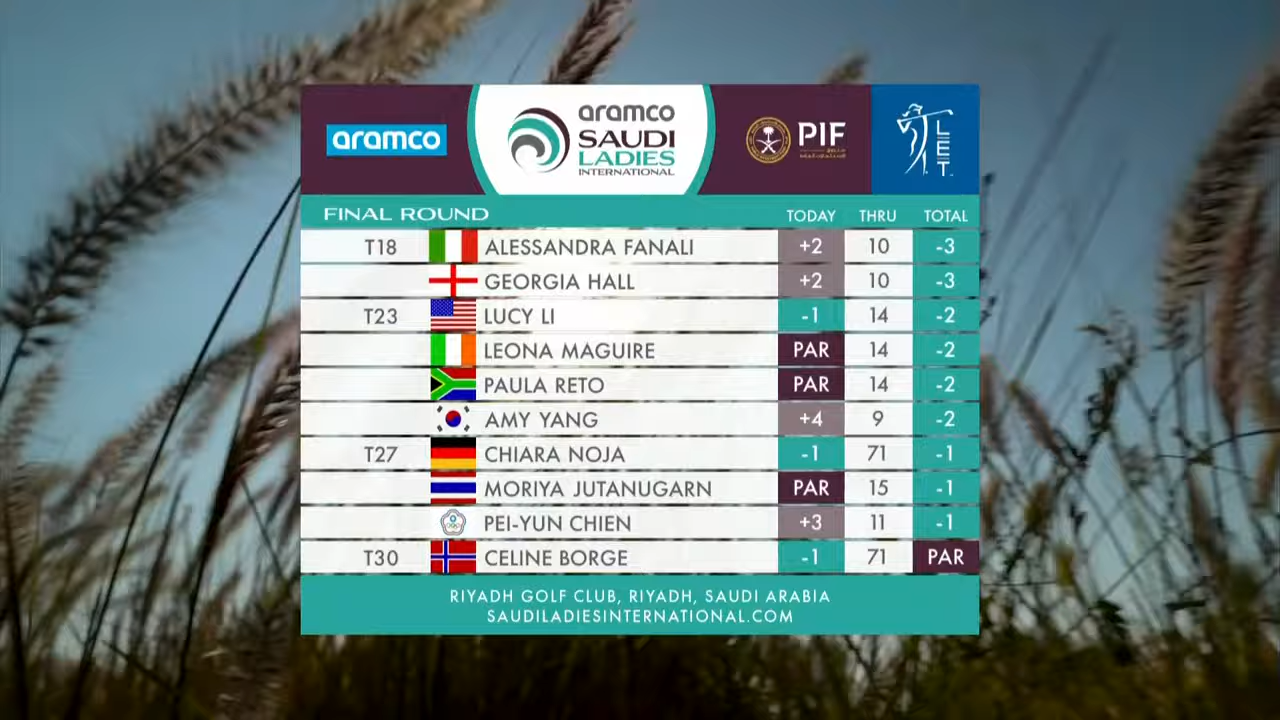 aramco
aramco
SAUDI
LADIES
INTERNATIONAL
PIF
LET
FINAL ROUND TODAY THRU TOTAL
T18 ALESSANDRA FANALI +2 10 -3
GEORGIA HALL +2 10 -3
T23 LUCY LI -1 14 -2
LEONA MAGUIRE PAR 14 -2
PAULA RETO PAR 14 -2
AMY YANG +4 9 -2
T27 CHIARA NOJA -1 71 -1
MORIYA JUTANUGARN PAR 15 -1
PEI-YUN CHIEN +3 11 -1
T30 CELINE BORGE -1 71 PAR
RIYADH GOLF CLUB, RIYADH, SAUDI ARABIA
SAUDILADIESINTERNATIONAL.COM